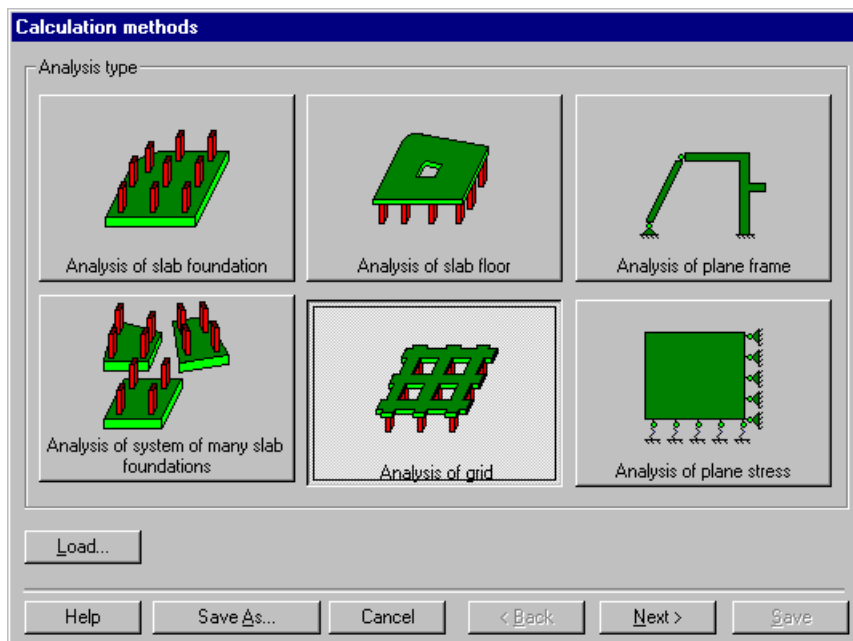 Calculation methods
Analysis type
Analysis of slab foundation
Analysis of slab floor
Analysis of plane frame
Analysis of system of many slab
foundations
Analysis of grid
Analysis of plane stress
Load...
Help
Save As...
Cancel
< Back
Next >
Save